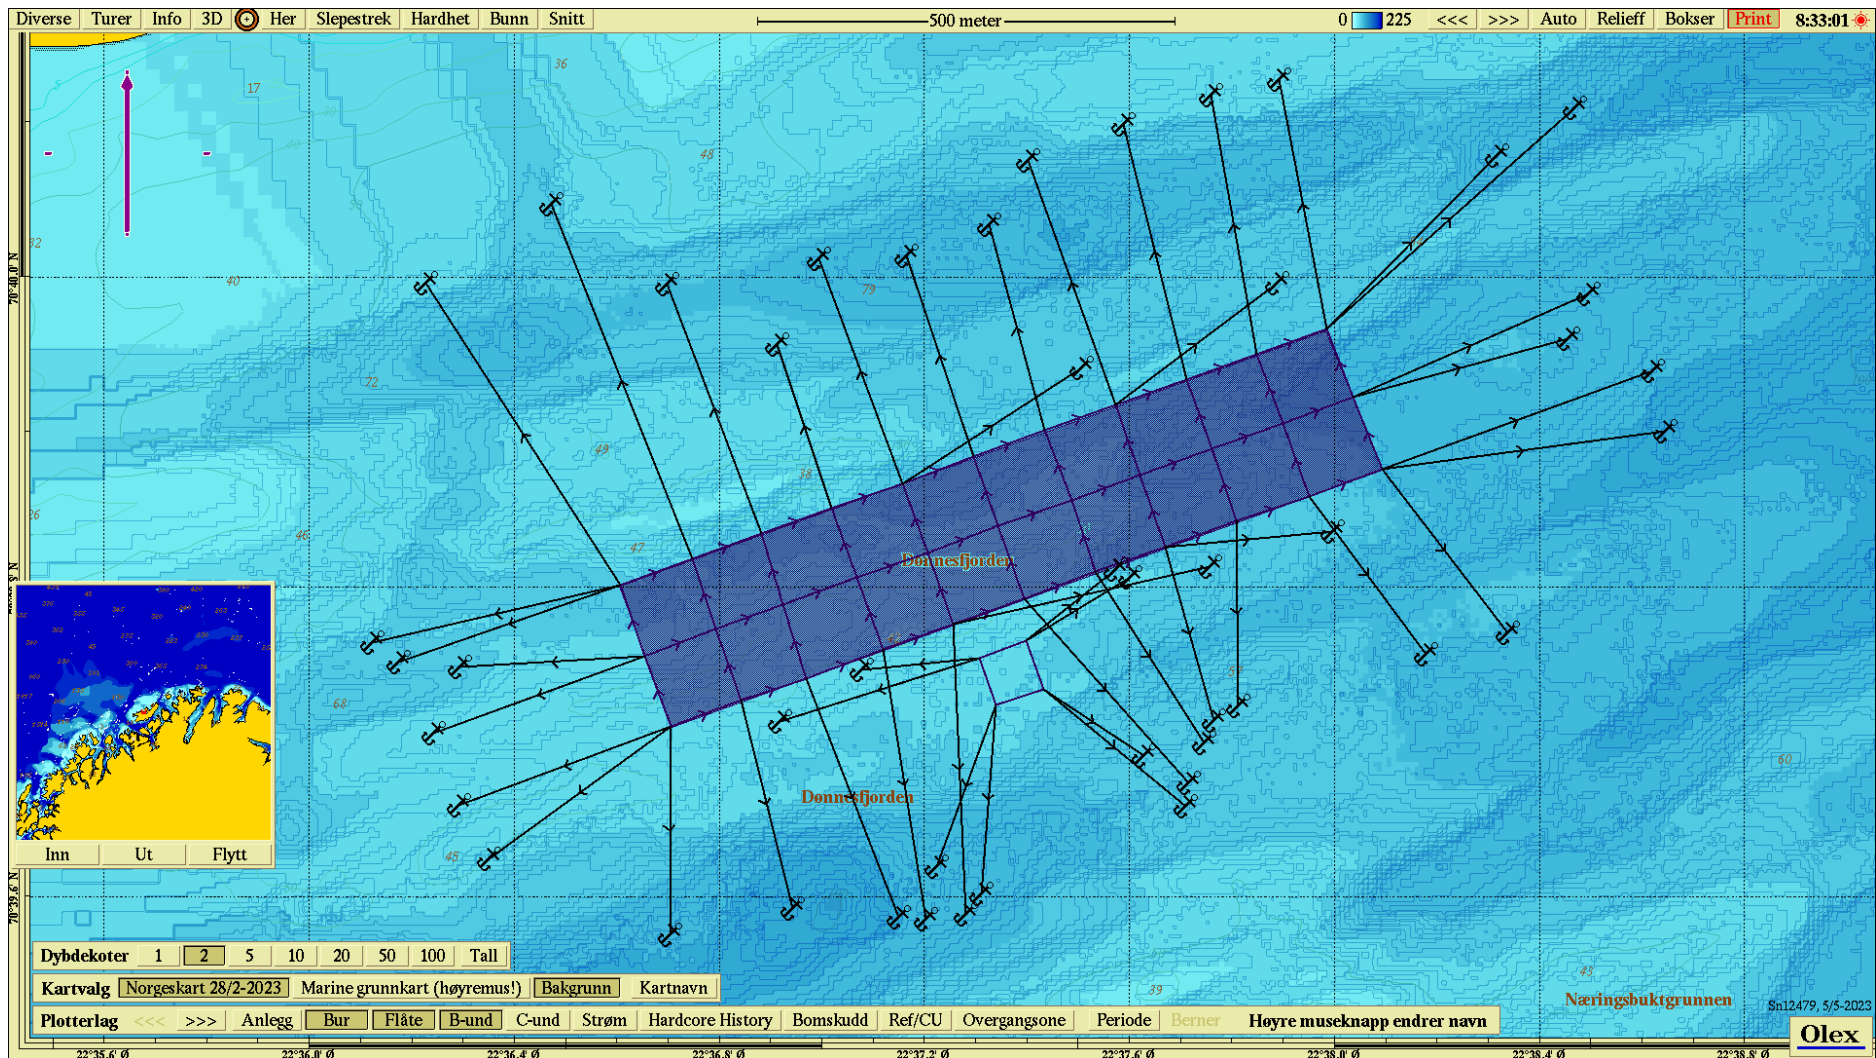 Diverse Turer Info 3D Her Slepestrek Hardhet Bunn Snitt 500 meter 0 225 <<< >>> Auto Relieff Bokser Print 8:33:01
36
17
48
32
40
79
72
49
38
26
46
47
Dønnesfjorden
68
60
Dønnesfjorden
45
43
39
Næringsbuktgrunnen
70°40.0' N
70°39.6' N
Inn Ut Flytt
Dybdekoter 1 2 5 10 20 50 100 Tall
Kartvalg Norgeskart 28/2-2023 Marine grunnkart (høyremus!) Bakgrunn Kartnavn
Plotterlag <<< >>> Anlegg Bur Flåte B-und C-und Strøm Hardcore History Bomskudd Ref/CU Overgangsone Periode Berner Høyre museknapp endrer navn
Sn12479, 5/5-2023
Olex
22°35.6' Ø 22°36.0' Ø 22°36.4' Ø 22°36.8' Ø 22°37.2' Ø 22°37.6' Ø 22°38.0' Ø 22°38.4' Ø 22°38.8' Ø